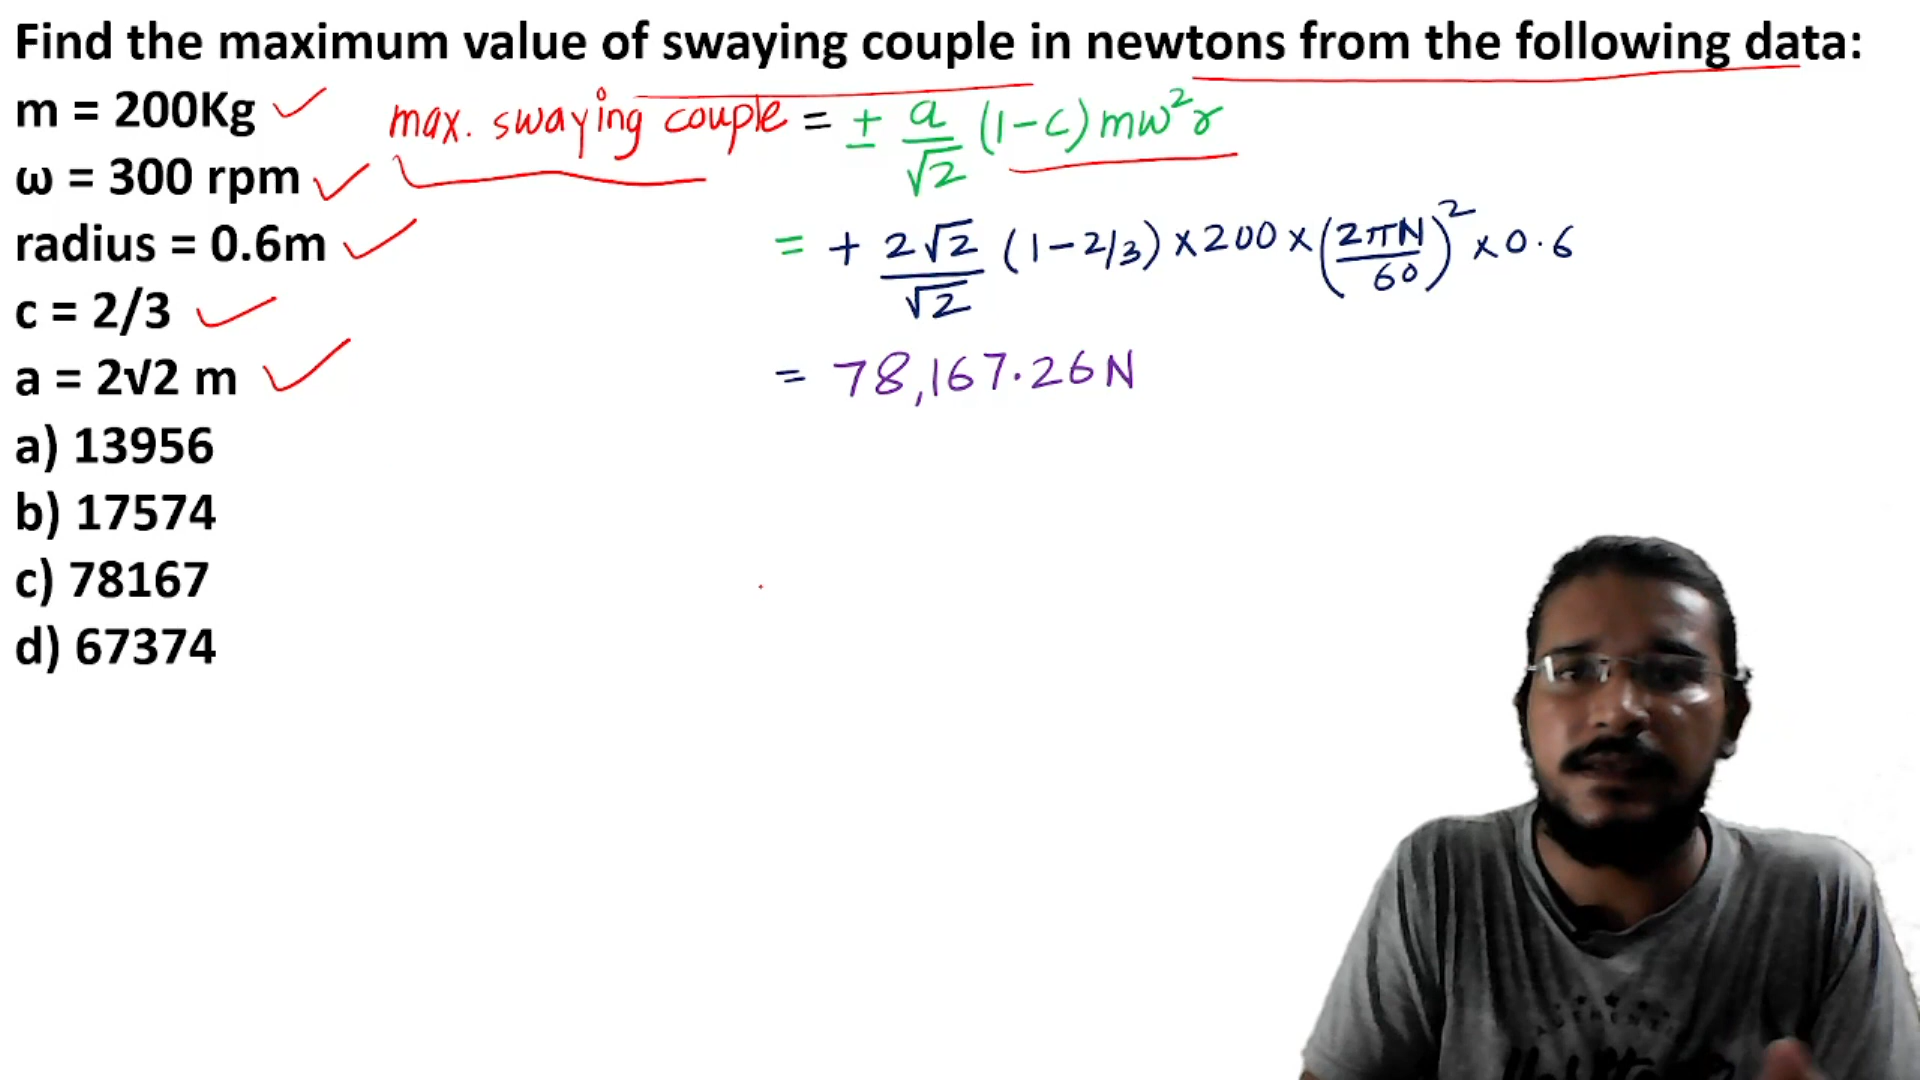 Find the maximum value of swaying couple in newtons from the following data:
m = 200Kg
max. swaying couple = ± a/√2 (1-c) mω²r
ω = 300 rpm
radius = 0.6m
= + 2√2/√2 (1-2/3) x 200 x (2πN/60)² x 0.6
c = 2/3
a = 2√2 m
= 78,167.26 N
a) 13956
b) 17574
c) 78167
d) 67374
AUTHENTIC